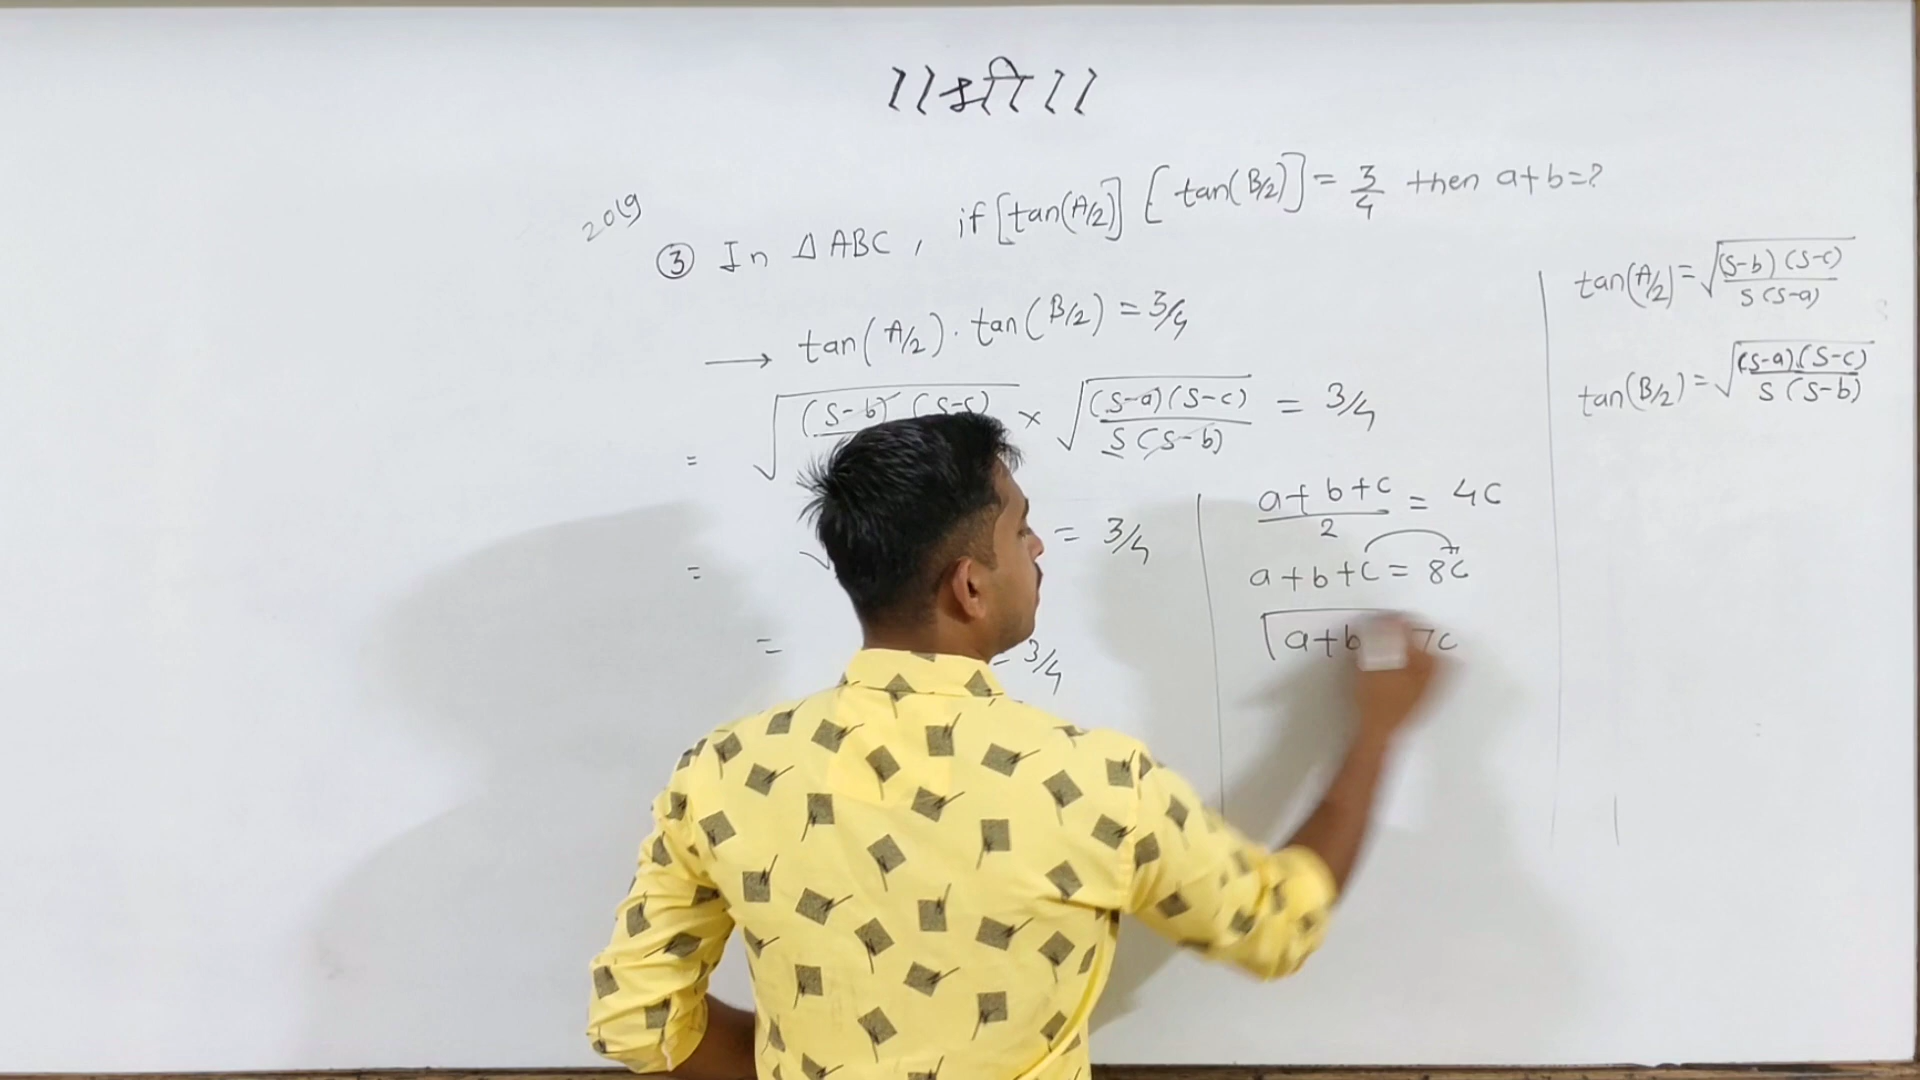 ।। श्री ।।
2019
③ In △ABC, if [tan(A/2)] [tan(B/2)] = 3/4 then a+b=?
→ tan(A/2) . tan(B/2) = 3/4
= √((s-b)(s-c) × √((s-a)(s-c)/s(s-b)) = 3/4
= √ = 3/4
= = 3/4
a+b+c/2 = 4c
a+b+c = 8c
a+b 7c
tan(A/2) = √((s-b)(s-c)/s(s-a))
tan(B/2) = √((s-a)(s-c)/s(s-b))